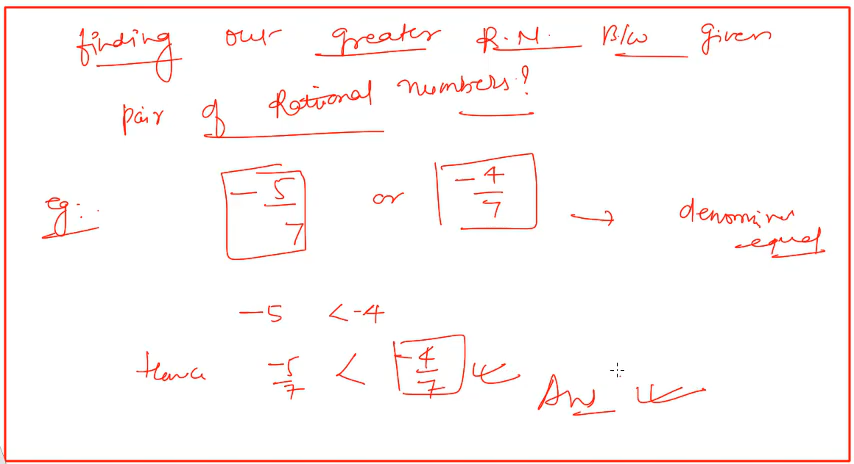 finding our greater R.N. B/w Given
pair of Rational numbers?
eg:- -5/7 or -4/7 → denominr equal
-5 < -4
Hence -5/7 < -4/7 Ans